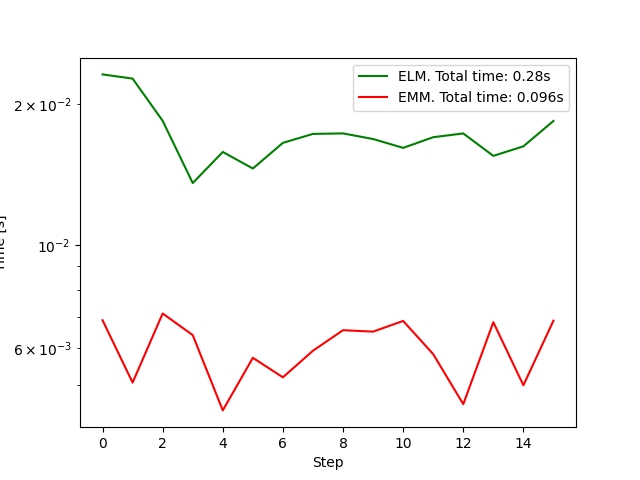 ELM. Total time: 0.28s
EMM. Total time: 0.096s
2 × 10⁻²
10⁻²
6 × 10⁻³
[s]
0 2 4 6 8 10 12 14
Step